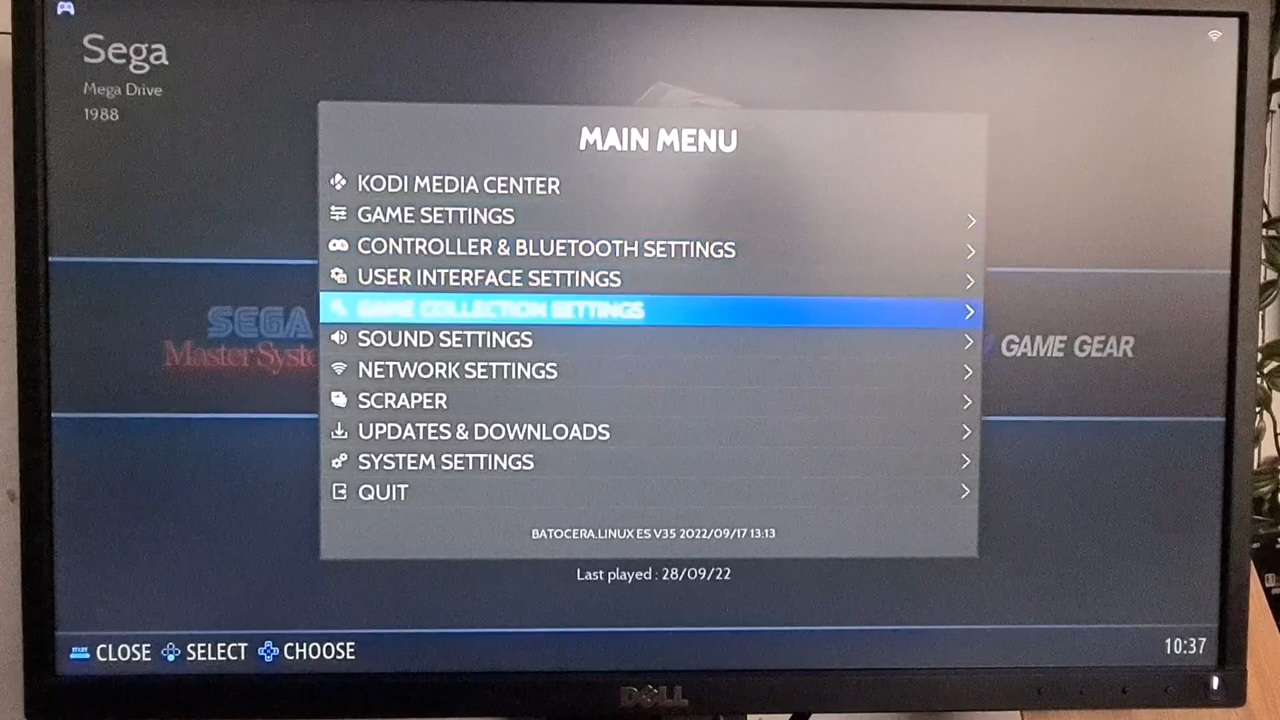 Sega
Mega Drive
1988
MAIN MENU
KODI MEDIA CENTER
GAME SETTINGS
CONTROLLER & BLUETOOTH SETTINGS
USER INTERFACE SETTINGS
GAME COLLECTION SETTINGS
SOUND SETTINGS
NETWORK SETTINGS
SCRAPER
UPDATES & DOWNLOADS
SYSTEM SETTINGS
QUIT
SEGA
Master Syste
GAME GEAR
BATOCERA.LINUX ES V35 2022/09/17 13:13
Last played : 28/09/22
START CLOSE SELECT CHOOSE
10:37
DELL